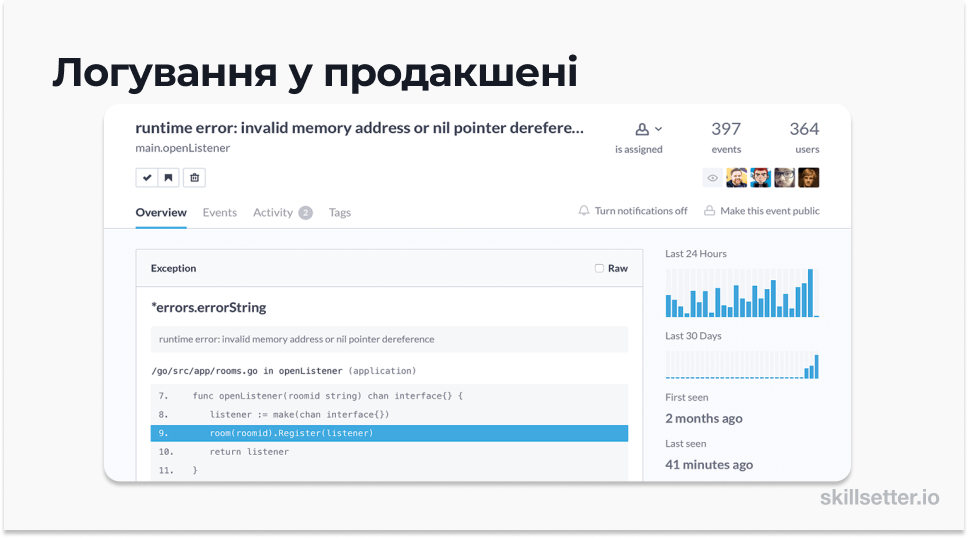 Логування у продакшені
runtime error: invalid memory address or nil pointer derefere...
main.openListener
is assigned
397
events
364
users
Overview
Events
Activity 2
Tags
Turn notifications off
Make this event public
Exception
Raw
*errors.errorString
runtime error: invalid memory address or nil pointer dereference
/go/src/app/rooms.go in openListener (application)
7. func openListener(roomid string) chan interface{} {
8. listener := make(chan interface{})
9. room(roomid).Register(listener)
10. return listener
11. }
Last 24 Hours
Last 30 Days
First seen
2 months ago
Last seen
41 minutes ago
skillsetter.io